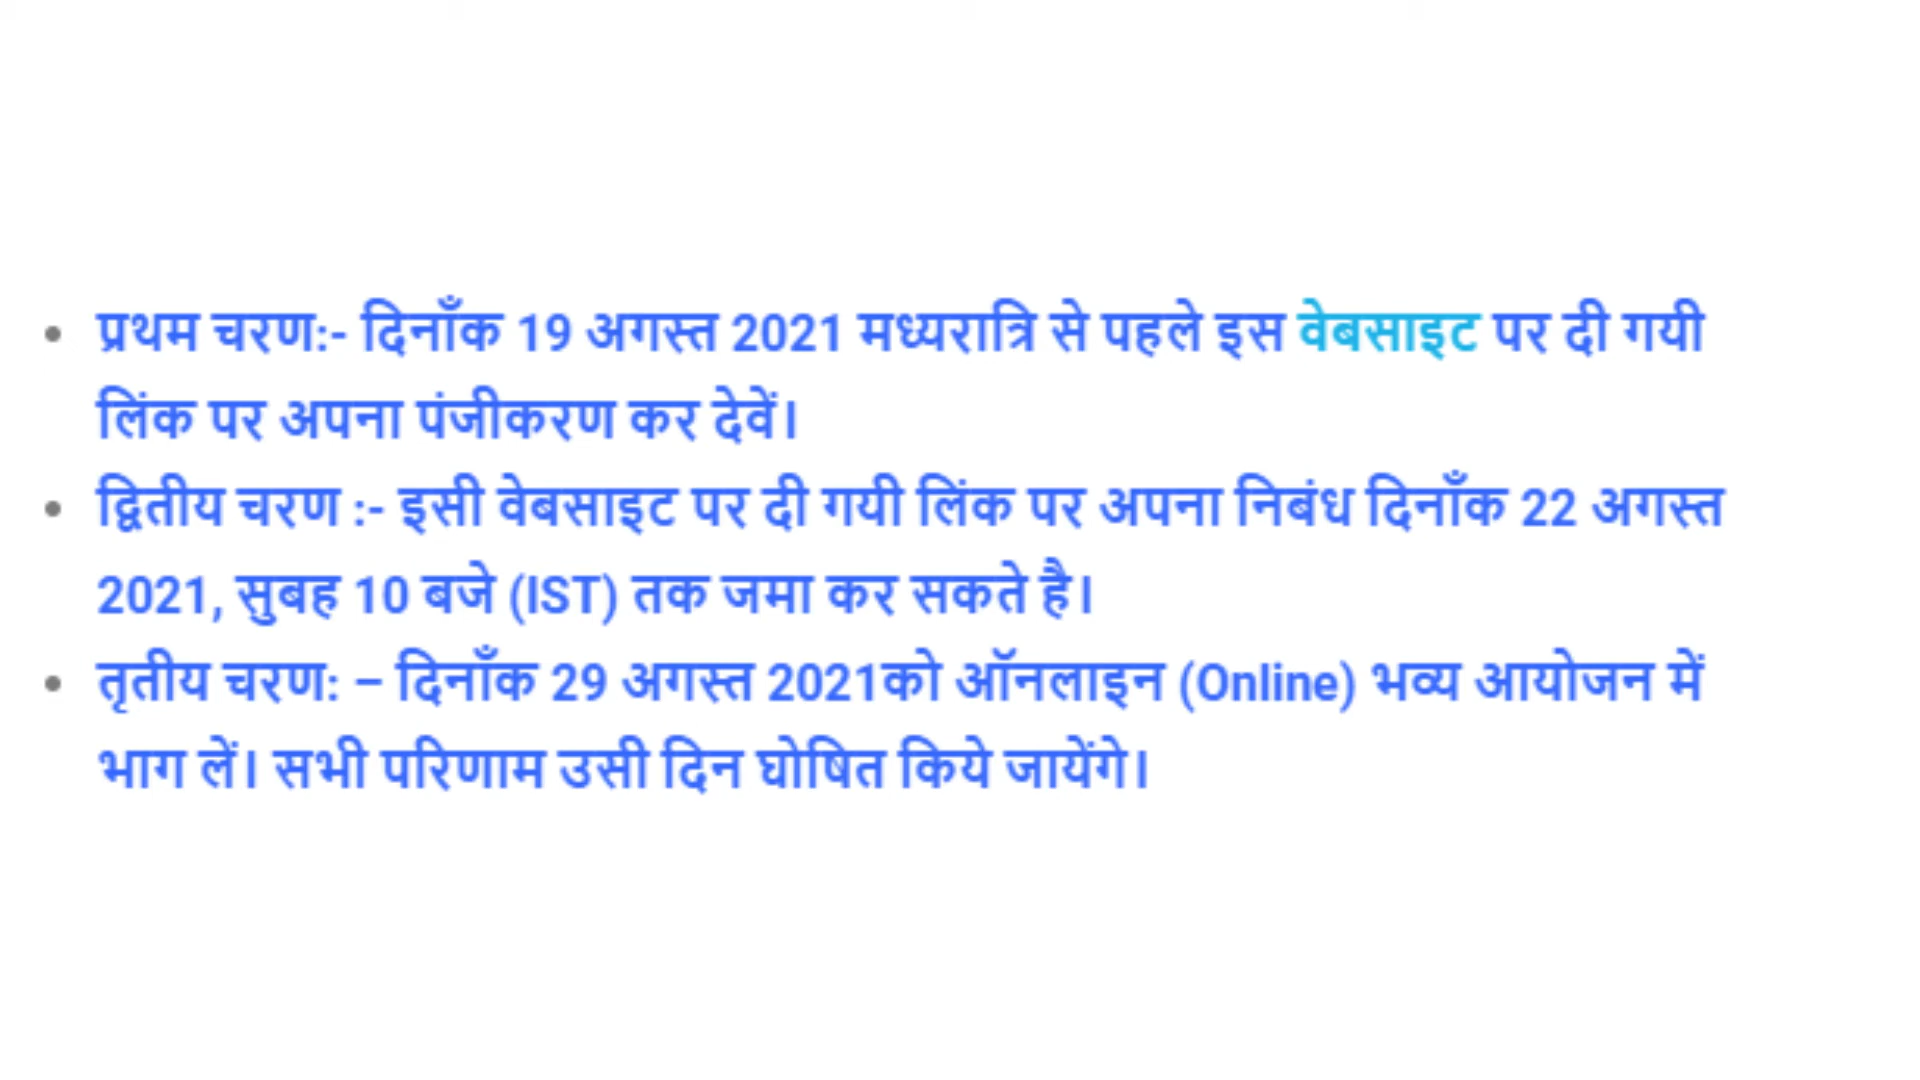 • प्रथम चरण:- दिनाँक 19 अगस्त 2021 मध्यरात्रि से पहले इस वेबसाइट पर दी गयी
लिंक पर अपना पंजीकरण कर देवें।
• द्वितीय चरण :- इसी वेबसाइट पर दी गयी लिंक पर अपना निबंध दिनाँक 22 अगस्त
2021, सुबह 10 बजे (IST) तक जमा कर सकते है।
• तृतीय चरण: – दिनाँक 29 अगस्त 2021को ऑनलाइन (Online) भव्य आयोजन में
भाग लें। सभी परिणाम उसी दिन घोषित किये जायेंगे।